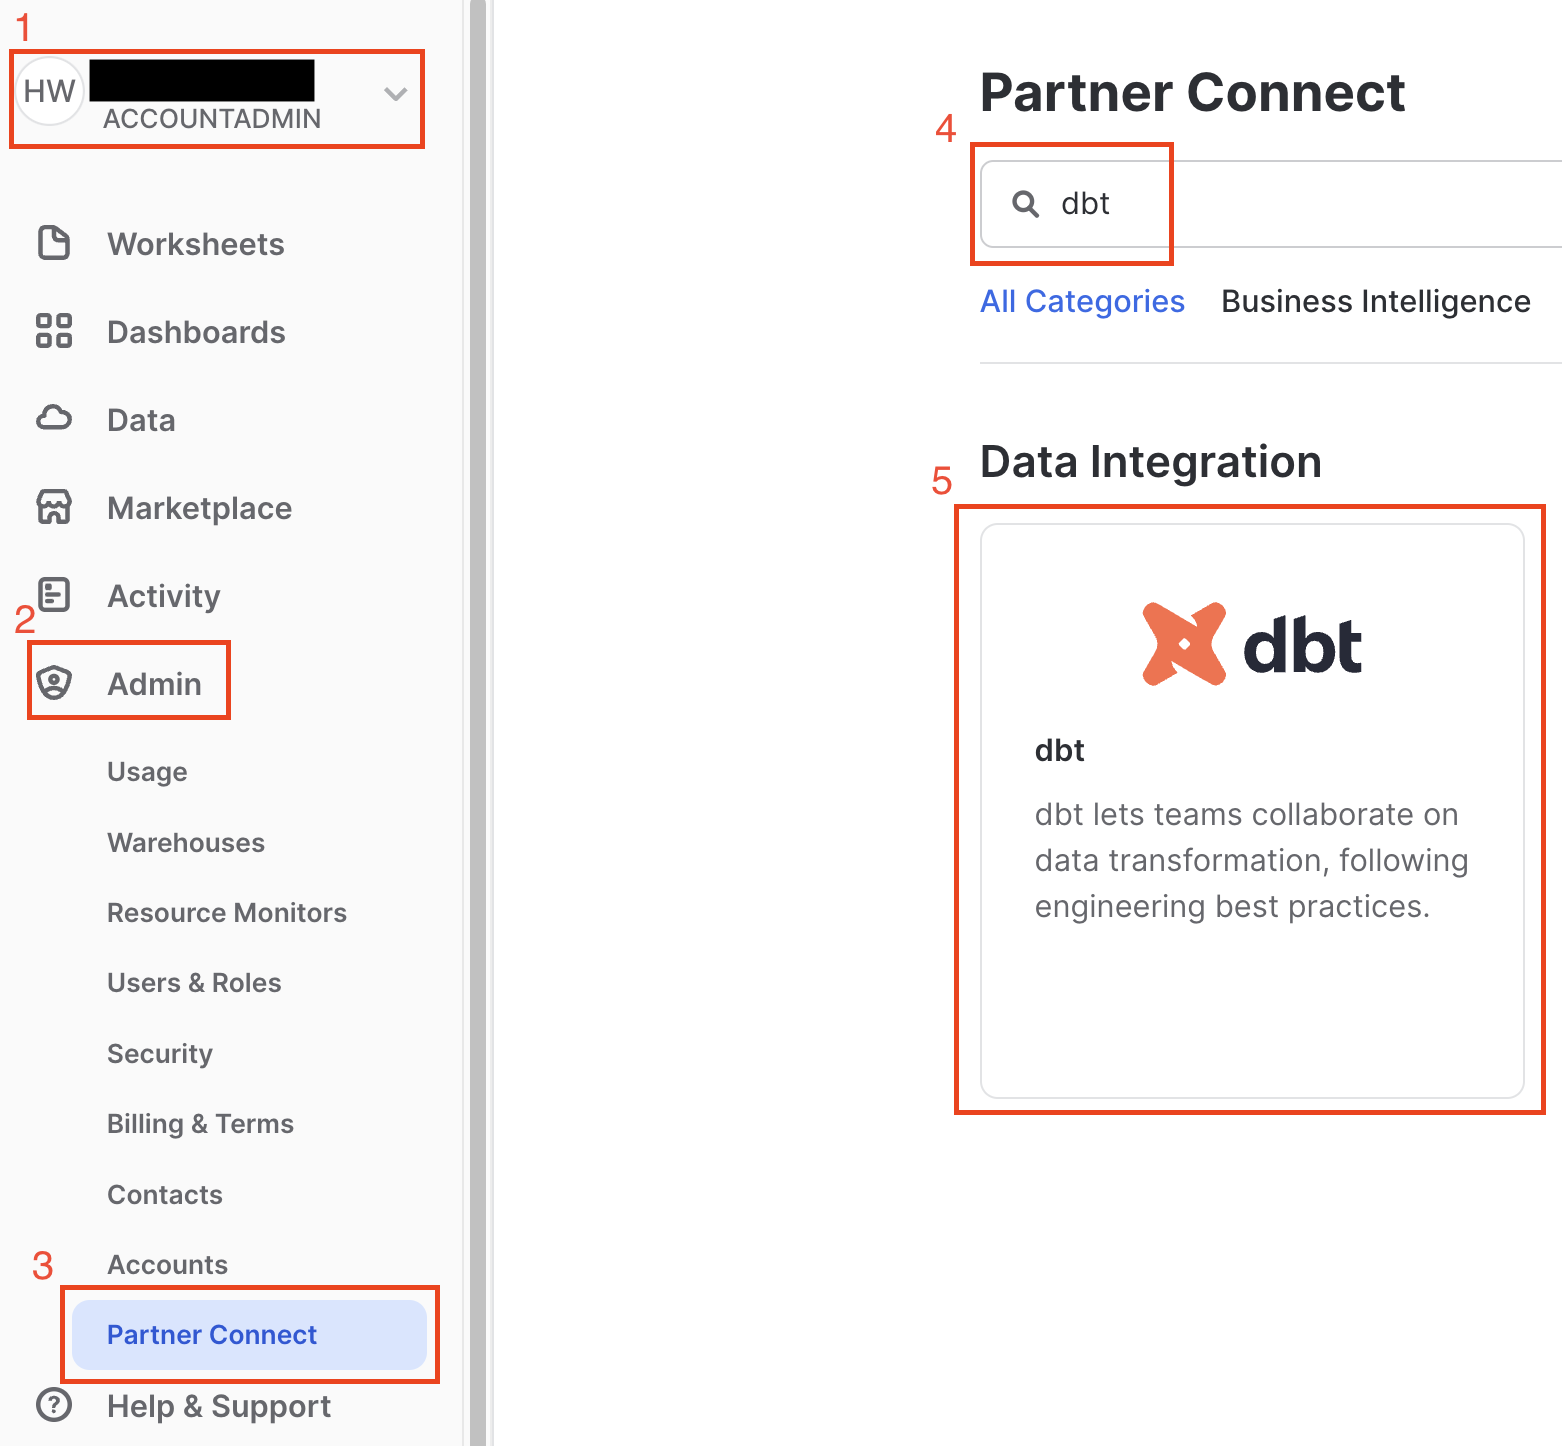 1
HW
ACCOUNTADMIN
Worksheets
Dashboards
Data
Marketplace
Activity
2
Admin
Usage
Warehouses
Resource Monitors
Users & Roles
Security
Billing & Terms
Contacts
Accounts
3
Partner Connect
Help & Support
Partner Connect
4
dbt
All Categories Business Intelligence
Data Integration
5
dbt
dbt
dbt lets teams collaborate on
data transformation, following
engineering best practices.